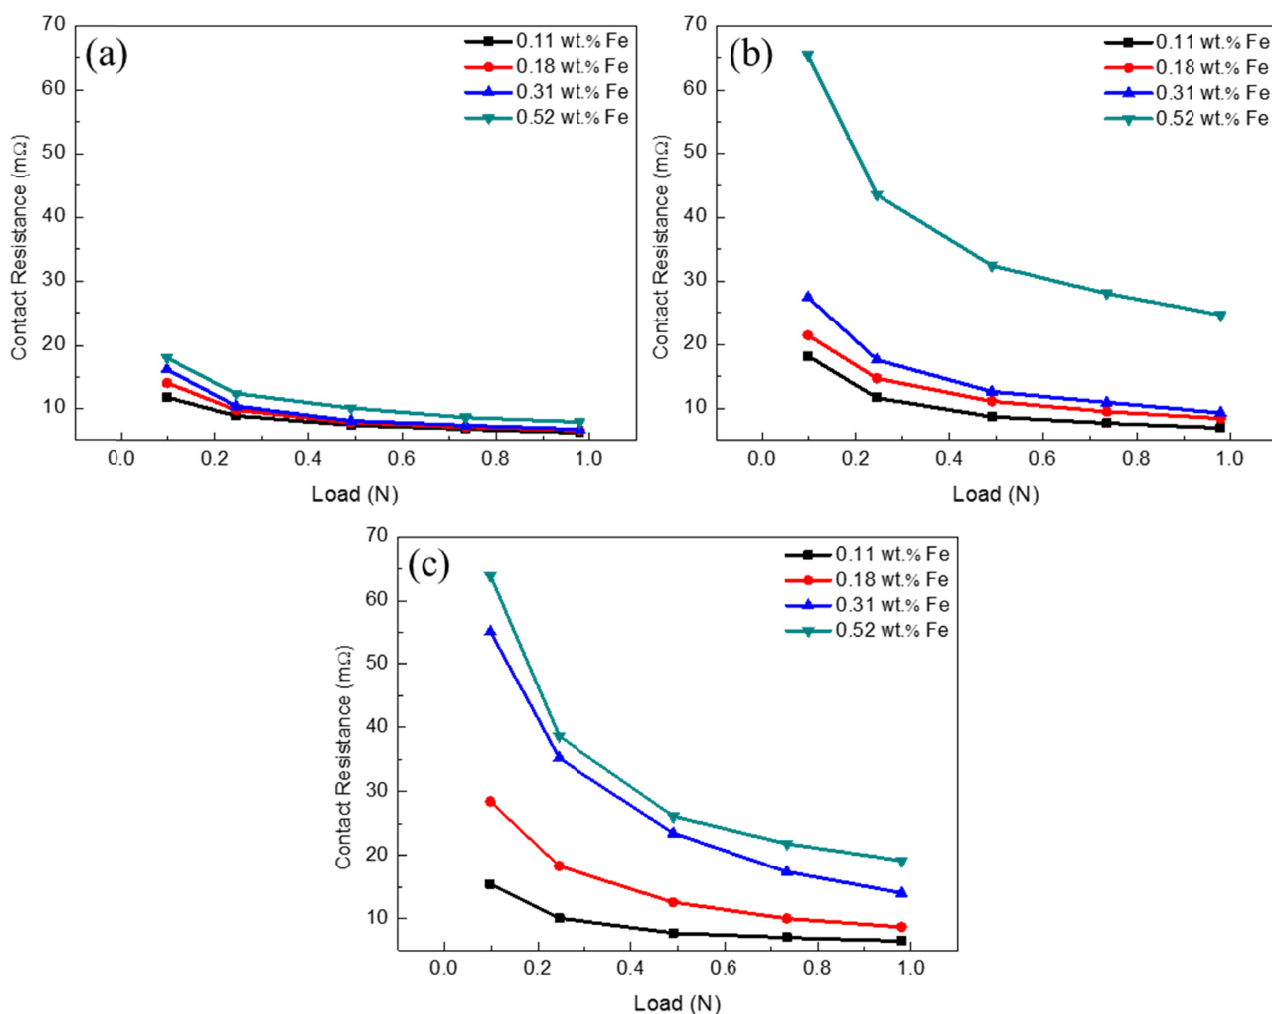 (a)
0.11 wt.% Fe
0.18 wt.% Fe
0.31 wt.% Fe
0.52 wt.% Fe
70
60
50
40
30
20
10
Contact Resistance (mΩ)
0.0 0.2 0.4 0.6 0.8 1.0
Load (N)
(b)
0.11 wt.% Fe
0.18 wt.% Fe
0.31 wt.% Fe
0.52 wt.% Fe
70
60
50
40
30
20
10
Contact Resistance (mΩ)
0.0 0.2 0.4 0.6 0.8 1.0
Load (N)
(c)
0.11 wt.% Fe
0.18 wt.% Fe
0.31 wt.% Fe
0.52 wt.% Fe
70
60
50
40
30
20
10
Contact Resistance (mΩ)
0.0 0.2 0.4 0.6 0.8 1.0
Load (N)